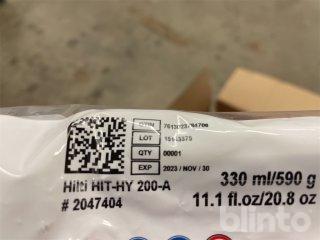 GTIN
LOT
QTY 00001
EXP 2023 / NOV / 30
Hilti HIT-HY 200-A
# 2047404
330 ml/590 g
11.1 fl.oz/20.8 oz
blinto